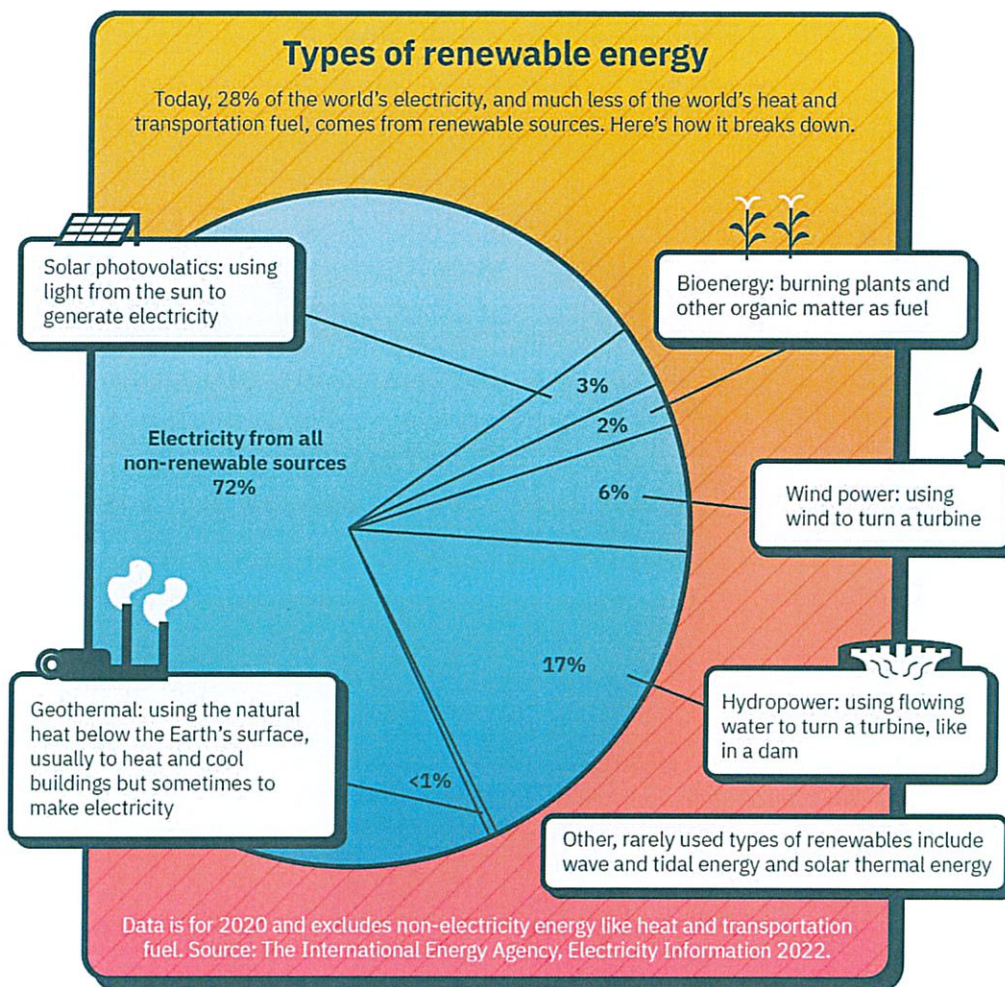 Types of renewable energy
Today, 28% of the world's electricity, and much less of the world's heat and
transportation fuel, comes from renewable sources. Here's how it breaks down.
Solar photovolatics: using
light from the sun to
generate electricity
Bioenergy: burning plants and
other organic matter as fuel
3%
2%
Electricity from all
non-renewable sources
72%
6%
Wind power: using
wind to turn a turbine
17%
Hydropower: using flowing
water to turn a turbine, like
in a dam
Geothermal: using the natural
heat below the Earth's surface,
usually to heat and cool
buildings but sometimes to
make electricity
<1%
Other, rarely used types of renewables include
wave and tidal energy and solar thermal energy
Data is for 2020 and excludes non-electricity energy like heat and transportation
fuel. Source: The International Energy Agency, Electricity Information 2022.